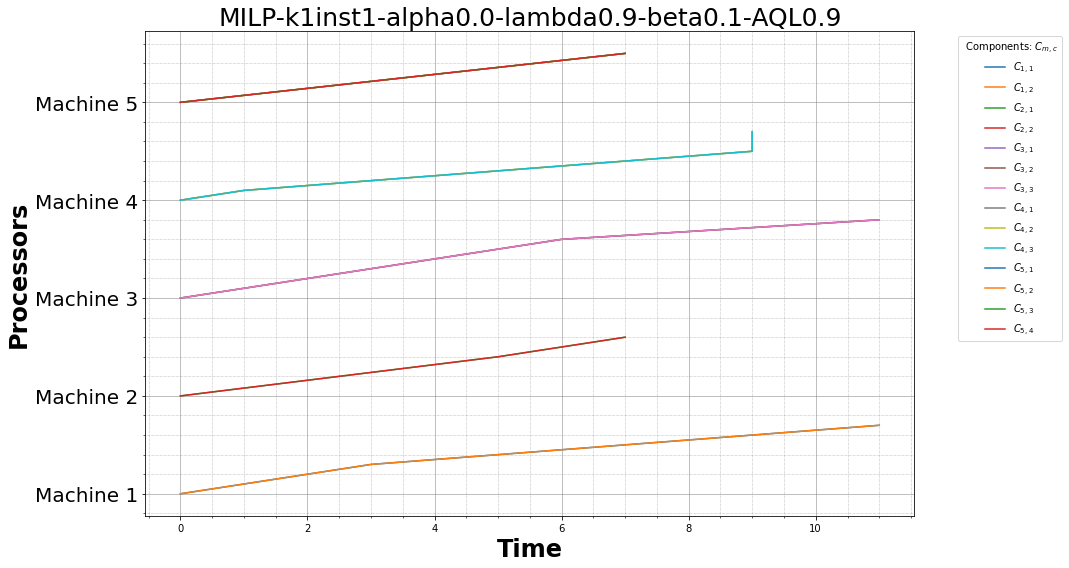 MILP-k1inst1-alpha0.0-lambda0.9-beta0.1-AQL0.9
Processors
Machine 5
Machine 4
Machine 3
Machine 2
Machine 1
0 2 4 6 8 10
Time
Components: C_{m,c}
C_{1,1}
C_{1,2}
C_{2,1}
C_{2,2}
C_{3,1}
C_{3,2}
C_{3,3}
C_{4,1}
C_{4,2}
C_{4,3}
C_{5,1}
C_{5,2}
C_{5,3}
C_{5,4}